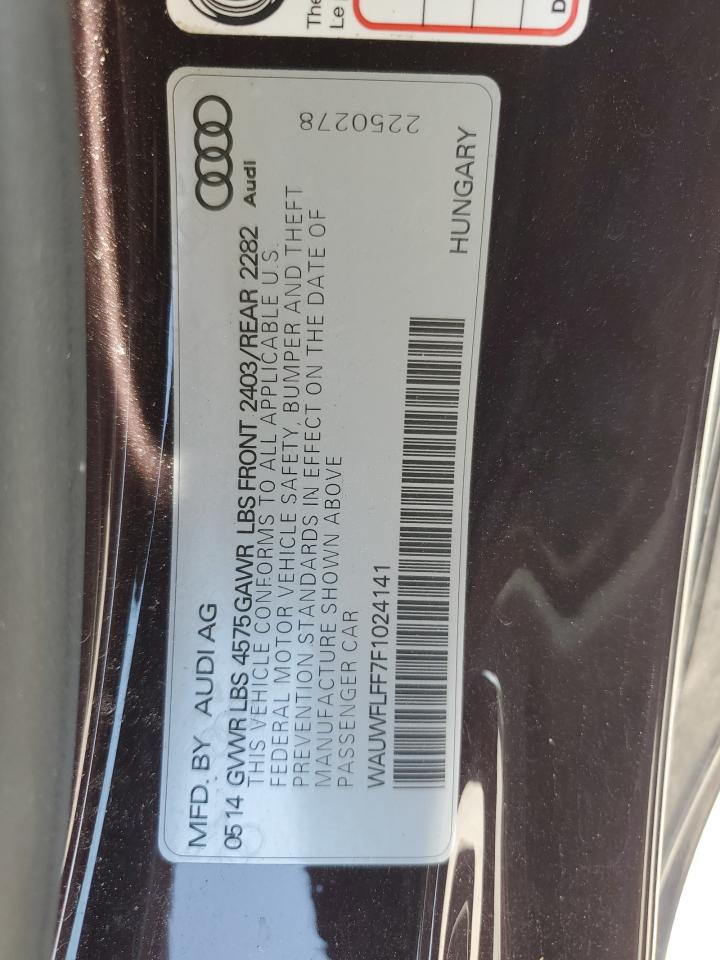 The
Le
D
Audi
2250278
MFD. BY AUDI AG
0514 GVWR LBS 4575 GAWR LBS FRONT 2403/REAR 2282
THIS VEHICLE CONFORMS TO ALL APPLICABLE U.S.
FEDERAL MOTOR VEHICLE SAFETY, BUMPER AND THEFT
PREVENTION STANDARDS IN EFFECT ON THE DATE OF
MANUFACTURE SHOWN ABOVE
PASSENGER CAR
WAUWFLFF7F1024141
HUNGARY